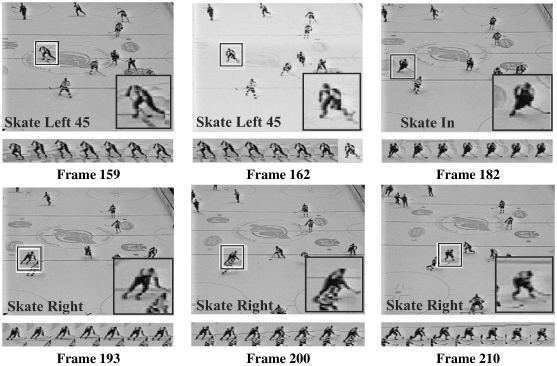 Skate Left 45
Skate Left 45
Skate In
Frame 159
Frame 162
Frame 182
Skate Right
Skate Right
Skate Right
Frame 193
Frame 200
Frame 210